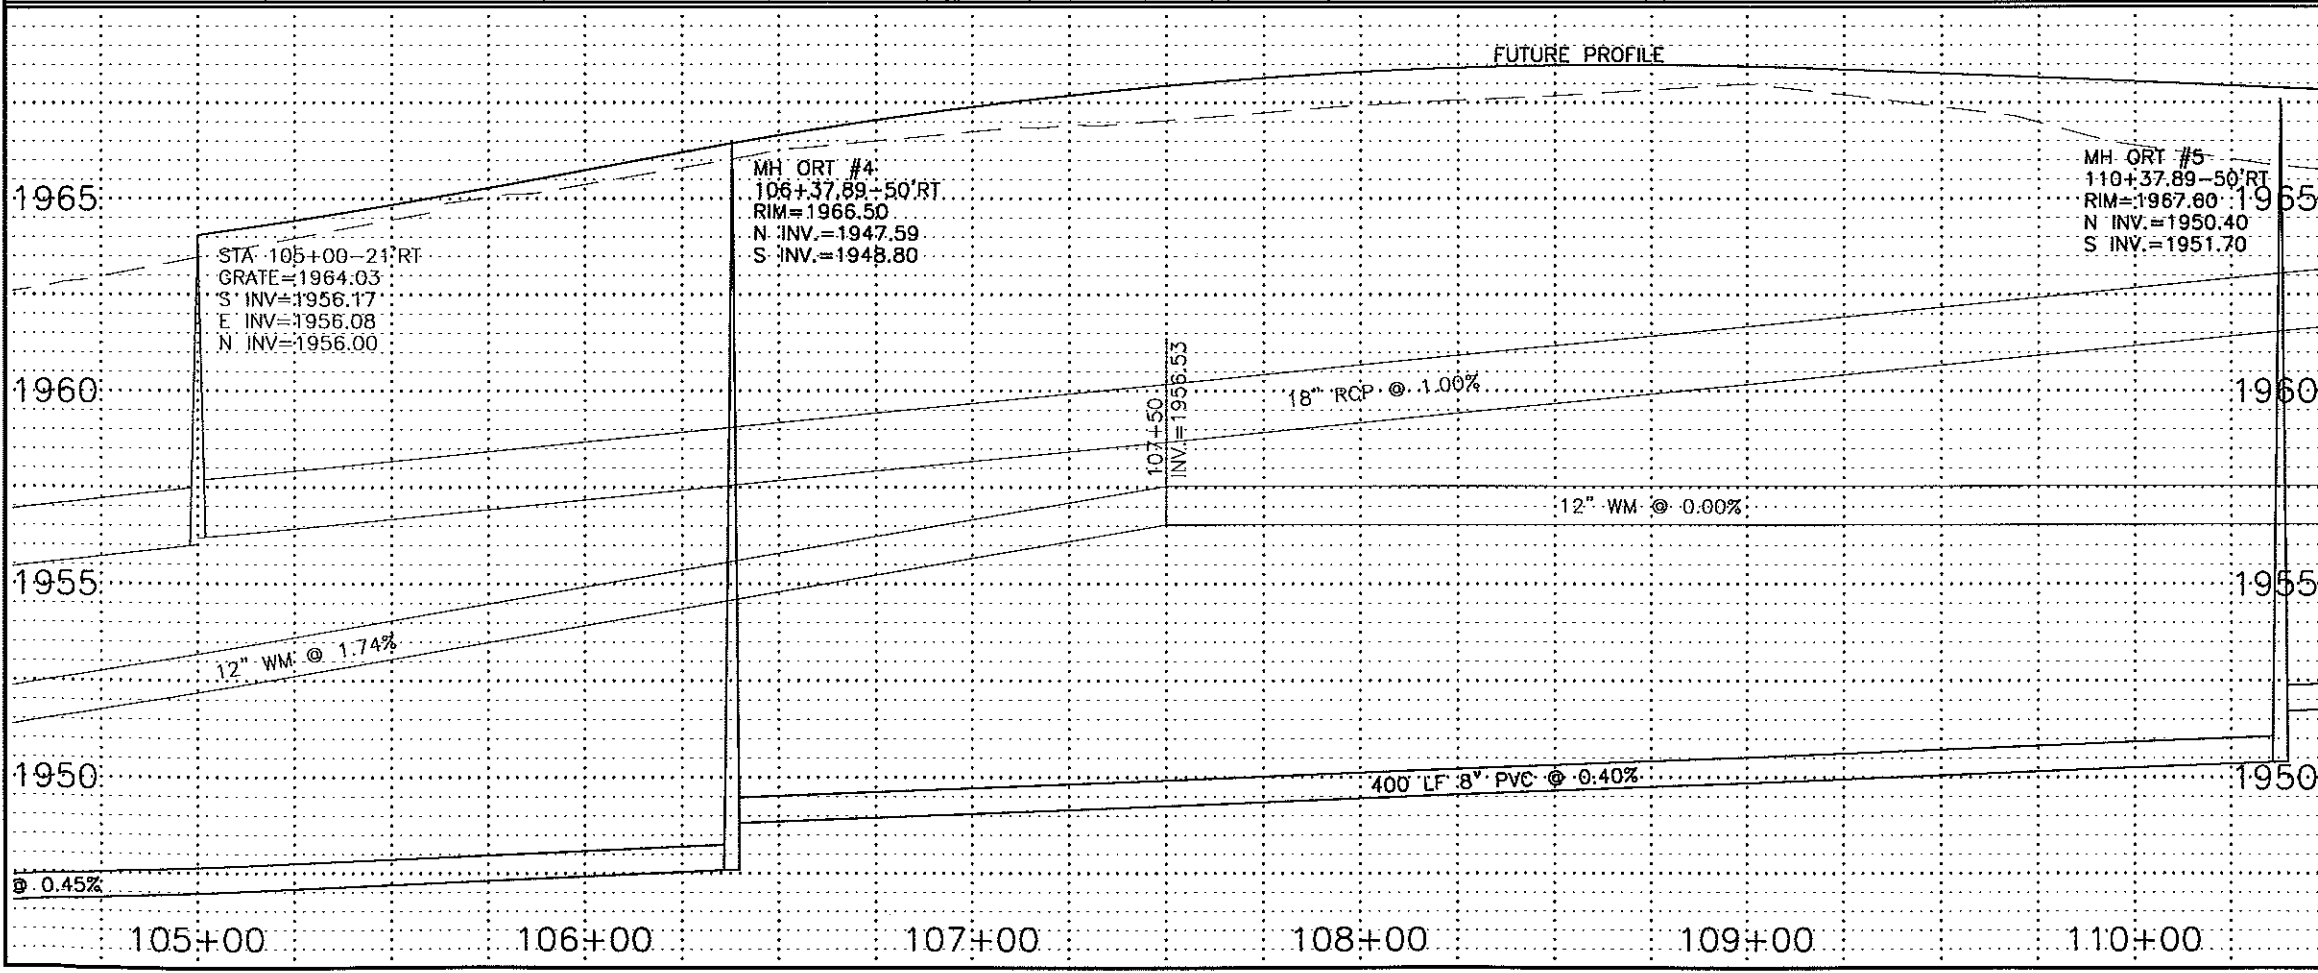 FUTURE PROFILE
MH ORT #4
106+37.89-50'RT
RIM=1966.50
N INV.=1947.59
S INV.=1948.80
MH ORT #5
110+37.89-50'RT
RIM=1967.60
N INV.=1950.40
S INV.=1951.70
1965
1965
STA 105+00-21'RT
GRATE=1964.03
S INV=1956.17
E INV=1956.08
N INV=1956.00
107+50
INV.=1956.53
1960
18" RCP @ 1.00%
1960
12" WM @ 0.00%
1955
1955
12" WM @ 1.74%
1950
400 LF 8" PVC @ 0.40%
1950
@ 0.45%
105+00
106+00
107+00
108+00
109+00
110+00